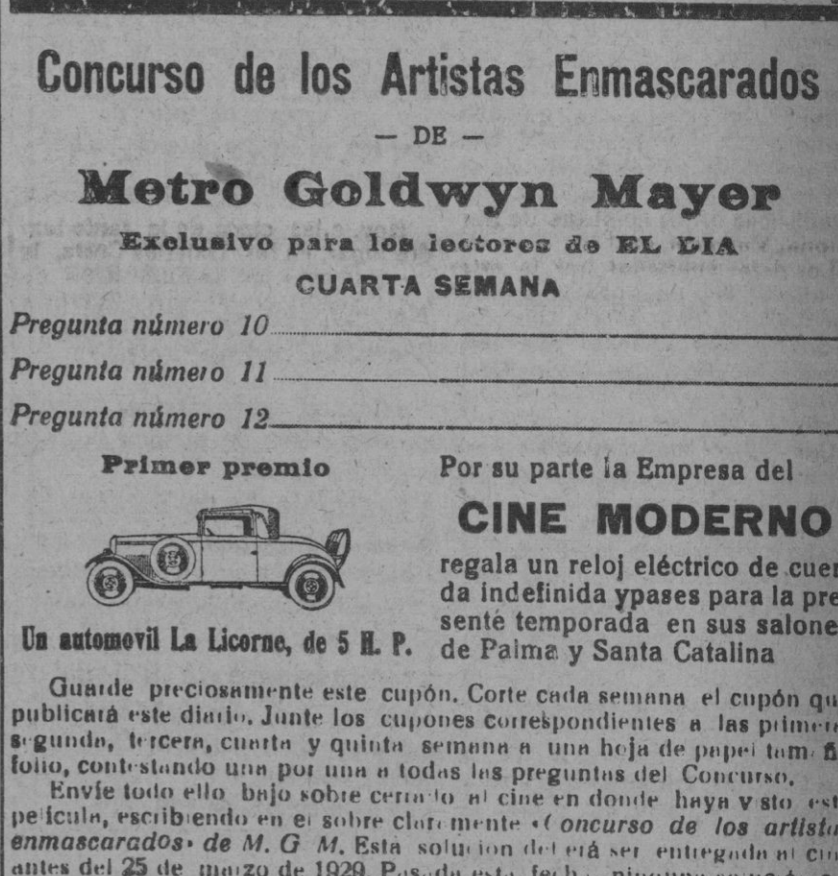 Concurso de los Artistas Enmascarados
— DE —
Metro Goldwyn Mayer
Exclusivo para los lectores de EL DIA
CUARTA SEMANA
Pregunta número 10
Pregunta número 11
Pregunta número 12
Primer premio
Un automovil La Licorne, de 5 H. P.
Por su parte la Empresa del
CINE MODERNO
regala un reloj eléctrico de cuer
da indefinida ypases para la pre
senté temporada en sus salone
de Palma y Santa Catalina
Guarde preciosamente este cupón. Corte cada semana el cupón qu
publicará este diario. Junte los cupones correspondientes a las primera
segunda, tercera, cuarta y quinta semana a una hoja de papel tam
folio, contestando una por una a todas las preguntas del Concurso.
Envíe todo ello bajo sobre cerrado al cine en donde haya visto est
película, escribiendo en el sobre claramente «Concurso de los artista
enmascarados» de M. G M. Esta solucion deberá ser entregada al cin
antes del 25 de marzo de 1929. Pasada esta fecha